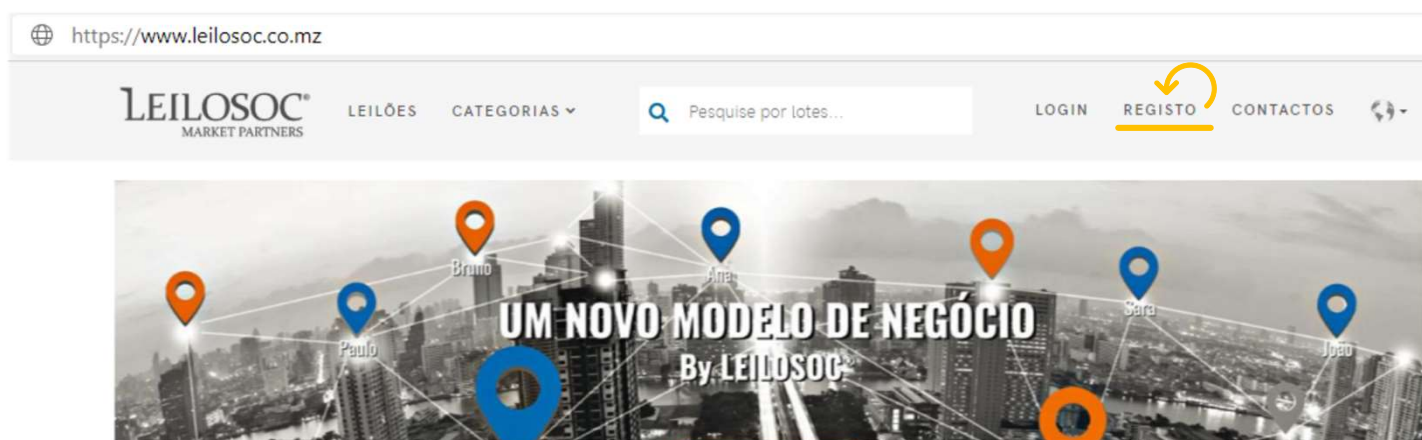 https://www.leilosoc.co.mz
LEILOSOC®
MARKET PARTNERS
LEILÕES CATEGORIAS
Pesquise por lotes...
LOGIN REGISTO CONTACTOS
Bruno
Ana
Sara
Paulo
João
UM NOVO MODELO DE NEGÓCIO
By LEILOSOC®